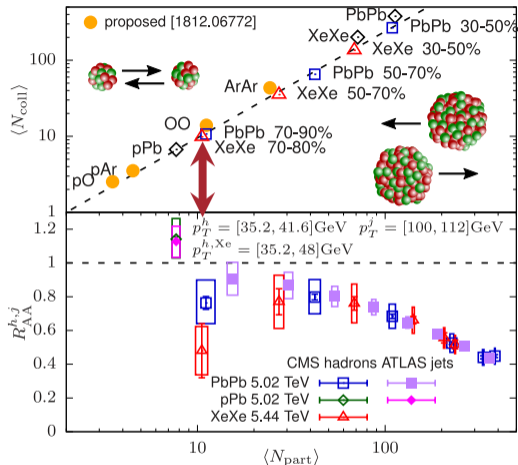 proposed [1812.06772]
PbPb
PbPb 30-50%
XeXe
XeXe 30-50%
ArAr
PbPb 50-70%
XeXe 50-70%
OO
PbPb 70-90%
XeXe 70-80%
pPb
pAr
pO
100
10
1
⟨N_coll⟩
p_T^h = [35.2, 41.6]GeV p_T^j = [100, 112]GeV
p_T^{h,Xe} = [35.2, 48]GeV
1.2
1
0.8
0.6
0.4
0
R_AA^{h,j}
CMS hadrons ATLAS jets
PbPb 5.02 TeV
pPb 5.02 TeV
XeXe 5.44 TeV
10
100
⟨N_part⟩